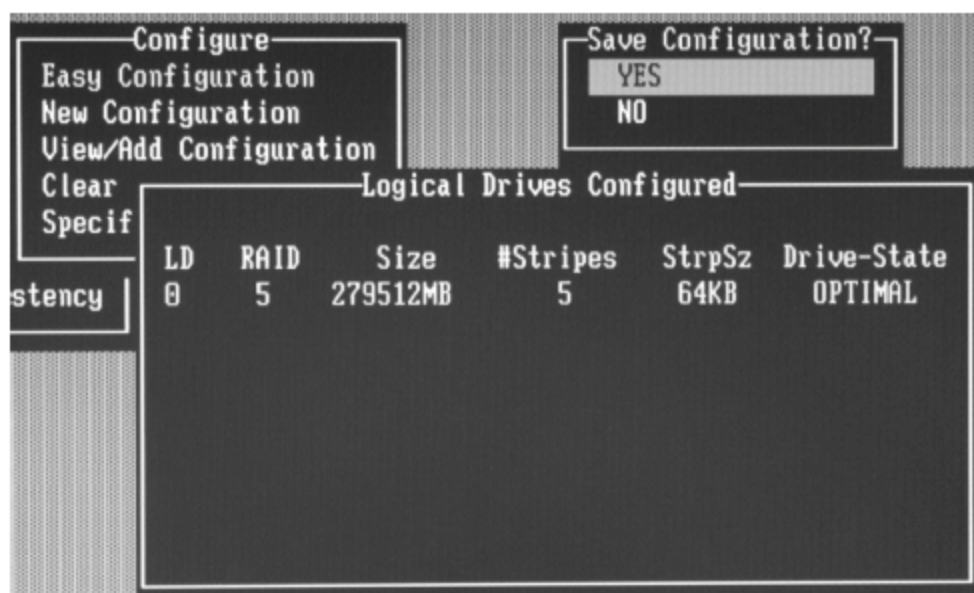 Configure
Easy Configuration
New Configuration
View/Add Configuration
Clear
Specif
stency
Save Configuration?
YES
NO
Logical Drives Configured
LD RAID Size #Stripes StrpSz Drive-State
0 5 279512MB 5 64KB OPTIMAL